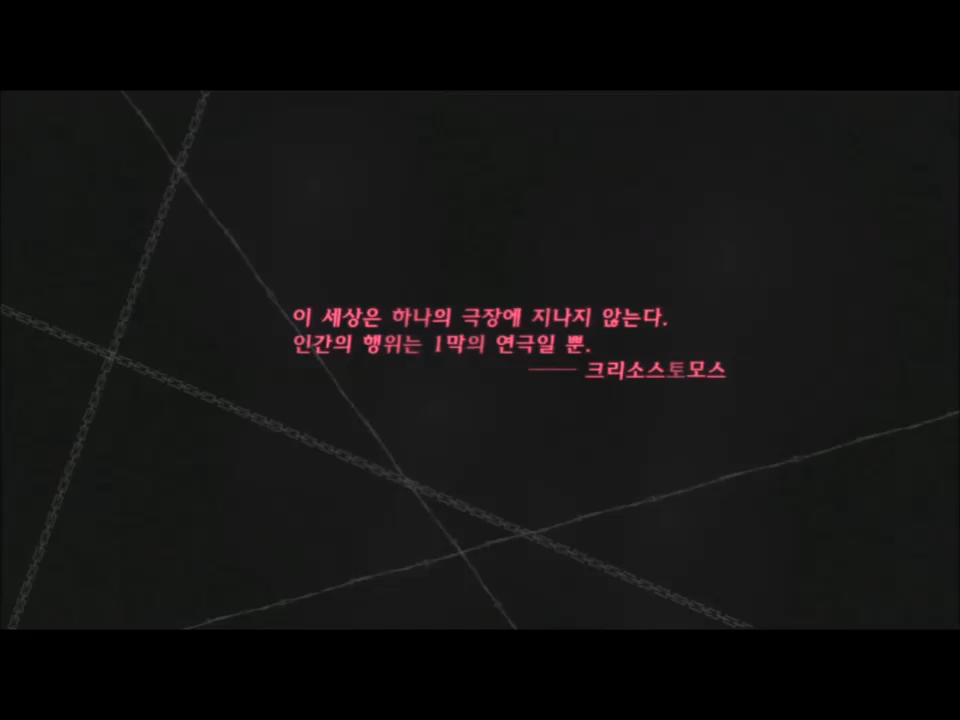 이 세상은 하나의 극장에 지나지 않는다.
인간의 행위는 1막의 연극일 뿐.
── 크리소스토모스